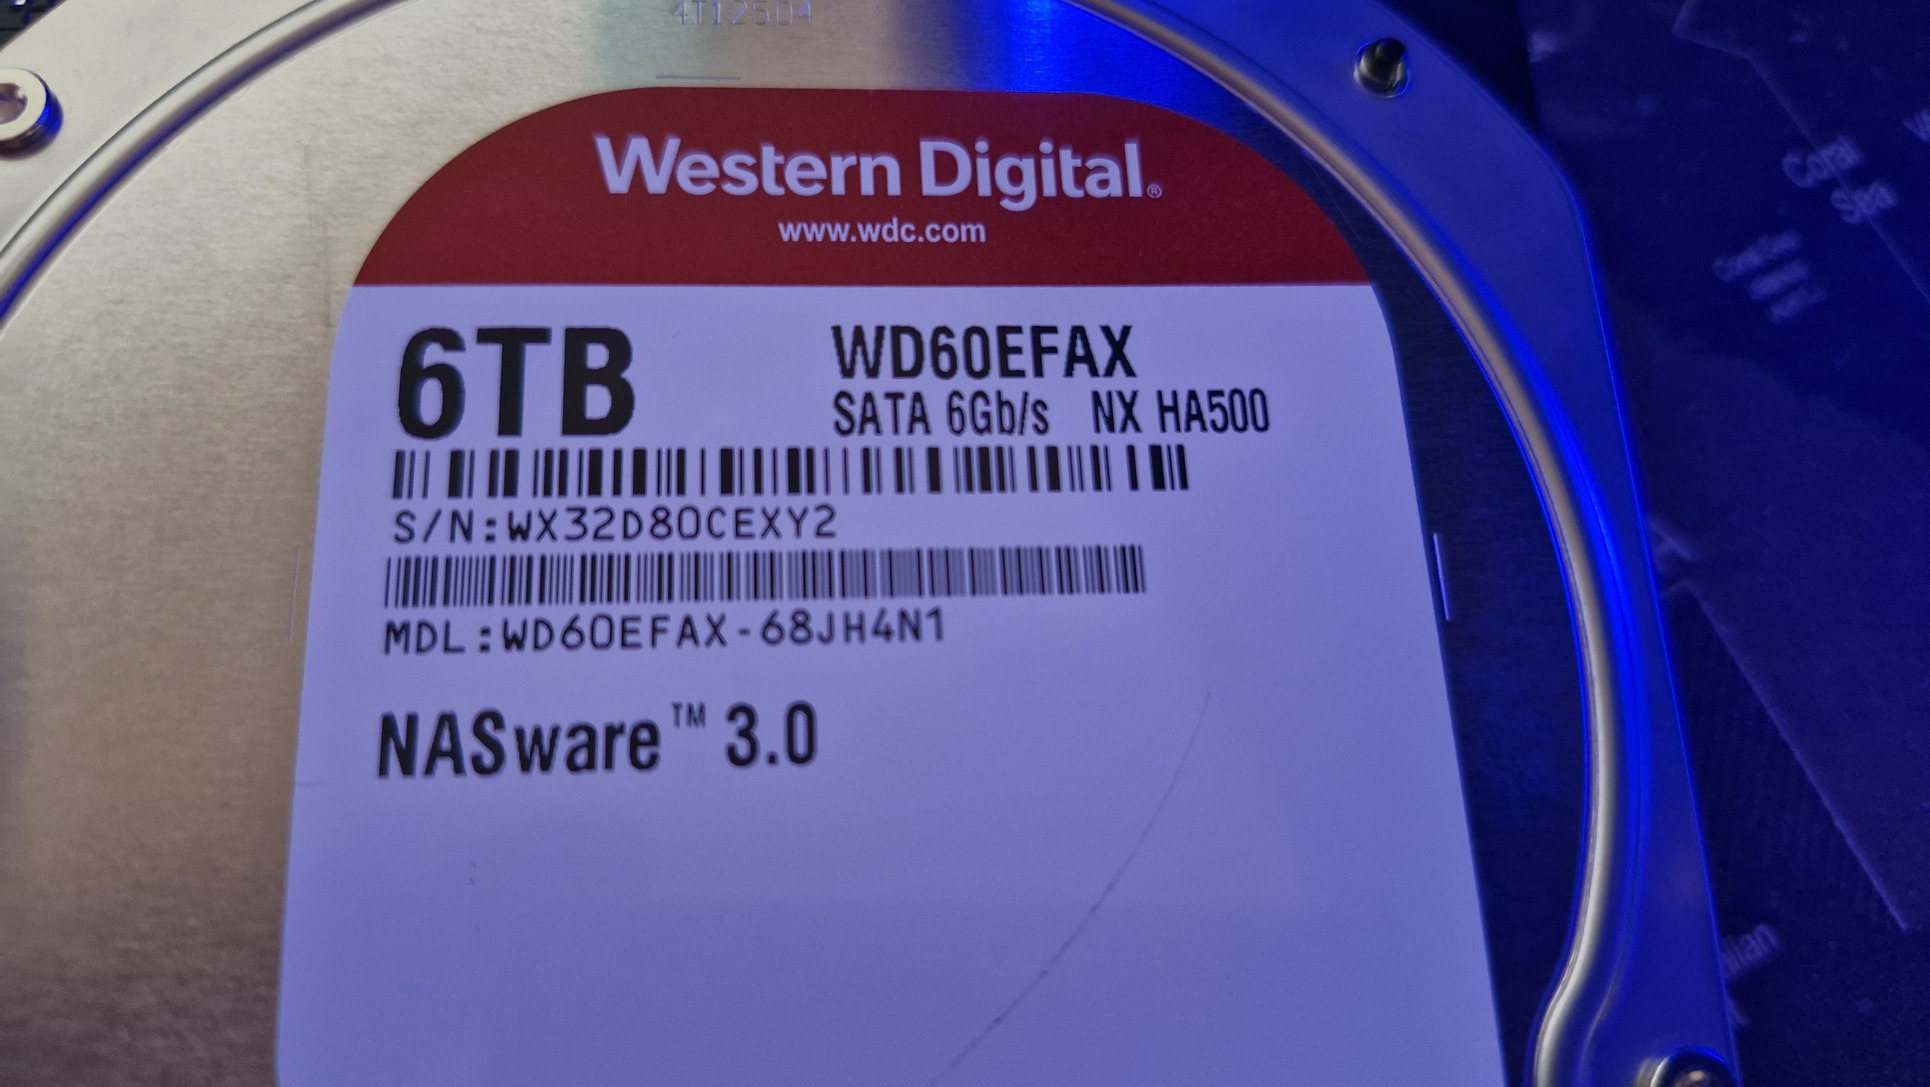 4T12504
Western Digital®
www.wdc.com
6TB
WD60EFAX
SATA 6Gb/s NX HA500
S/N:WX32D80CEXY2
MDL:WD60EFAX-68JH4N1
NASware™ 3.0
Coral
Sea